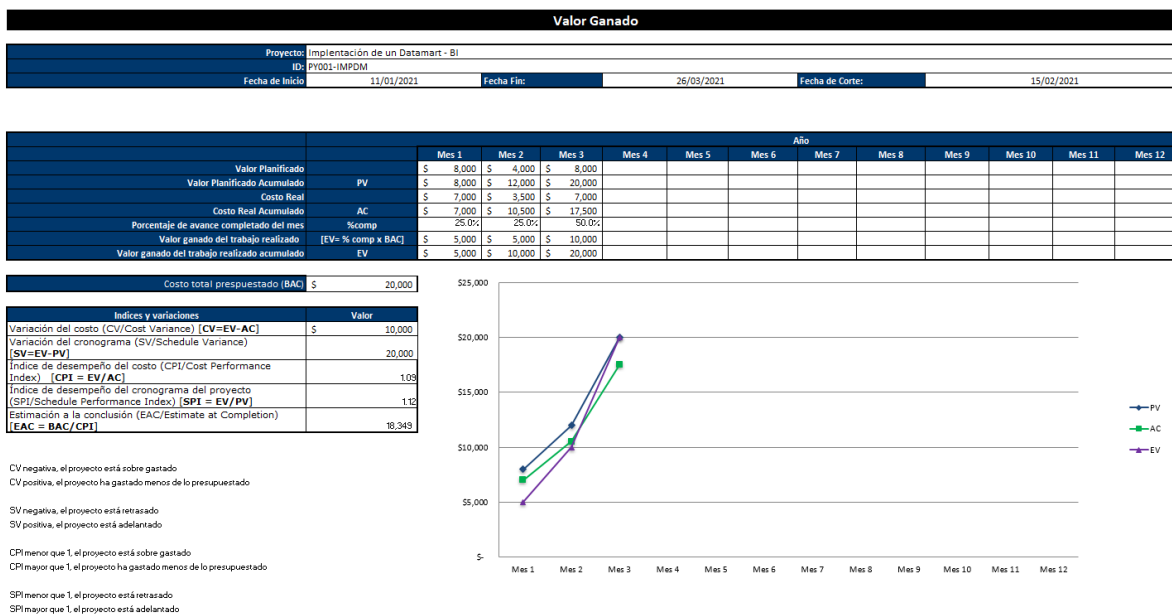 Valor Ganado
Proyecto: Implentación de un Datamart - BI
ID: PY001-IMPDM
Fecha de Inicio 11/01/2021 Fecha Fin: 26/03/2021 Fecha de Corte: 15/02/2021
Año
Mes 1 Mes 2 Mes 3 Mes 4 Mes 5 Mes 6 Mes 7 Mes 8 Mes 9 Mes 10 Mes 11 Mes 12
Valor Planificado $ 8,000 $ 4,000 $ 8,000
Valor Planificado Acumulado PV $ 8,000 $ 12,000 $ 20,000
Costo Real $ 7,000 $ 3,500 $ 7,000
Costo Real Acumulado AC $ 7,000 $ 10,500 $ 17,500
Porcentaje de avance completado del mes %comp 25.0% 25.0% 50.0%
Valor ganado del trabajo realizado [EV= % comp x BAC] $ 5,000 $ 5,000 $ 10,000
Valor ganado del trabajo realizado acumulado EV $ 5,000 $ 10,000 $ 20,000
Costo total prespuestado (BAC) $ 20,000
Indices y variaciones Valor
Variación del costo (CV/Cost Variance) [CV=EV-AC] $ 10,000
Variación del cronograma (SV/Schedule Variance)
[SV=EV-PV] 20,000
Índice de desempeño del costo (CPI/Cost Performance
Index) [CPI = EV/AC] 1.09
Índice de desempeño del cronograma del proyecto
(SPI/Schedule Performance Index) [SPI = EV/PV] 1.12
Estimación a la conclusión (EAC/Estimate at Completion)
[EAC = BAC/CPI] 18,349
CV negativa, el proyecto está sobre gastado
CV positiva, el proyecto ha gastado menos de lo presupuestado
SV negativa, el proyecto está retrasado
SV positiva, el proyecto está adelantado
CPI menor que 1, el proyecto está sobre gastado
CPI mayor que 1, el proyecto ha gastado menos de lo presupuestado
SPI menor que 1, el proyecto está retrasado
SPI mayor que 1, el proyecto está adelantado
$25,000
$20,000
$15,000
$10,000
$5,000
$-
Mes 1 Mes 2 Mes 3 Mes 4 Mes 5 Mes 6 Mes 7 Mes 8 Mes 9 Mes 10 Mes 11 Mes 12
PV
AC
EV